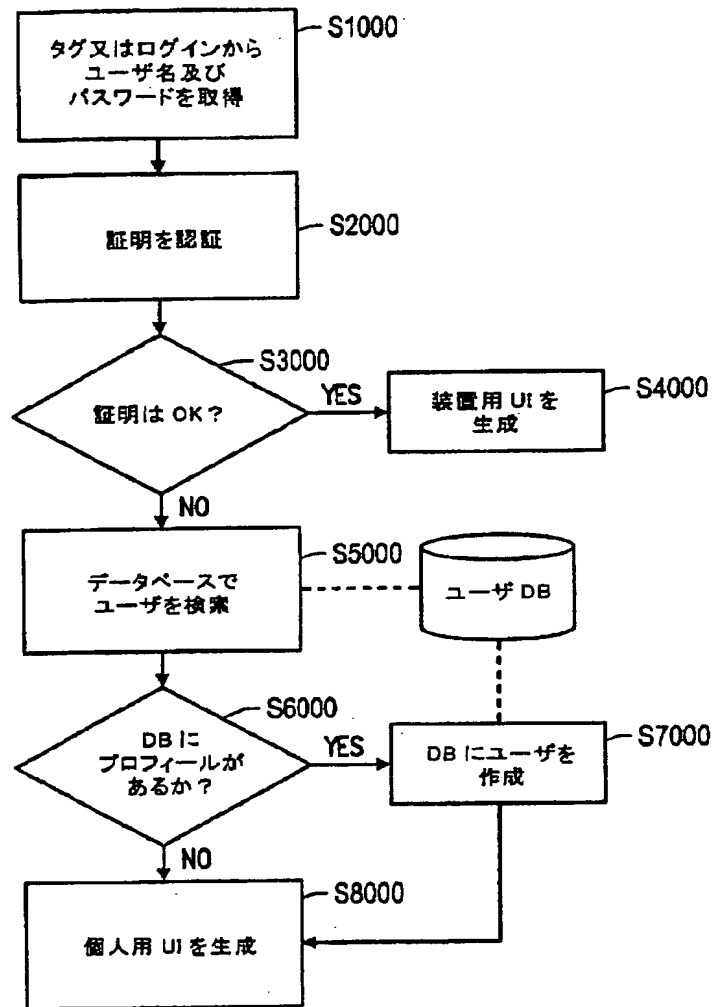 タグ又はログインから
ユーザ名及び
パスワードを取得
S1000
証明を認証
S2000
証明は OK?
S3000
YES
装置用 UI を
生成
S4000
NO
データベースで
ユーザを検索
S5000
ユーザ DB
DB に
プロフィールが
あるか?
S6000
YES
DB にユーザを
作成
S7000
NO
個人用 UI を生成
S8000